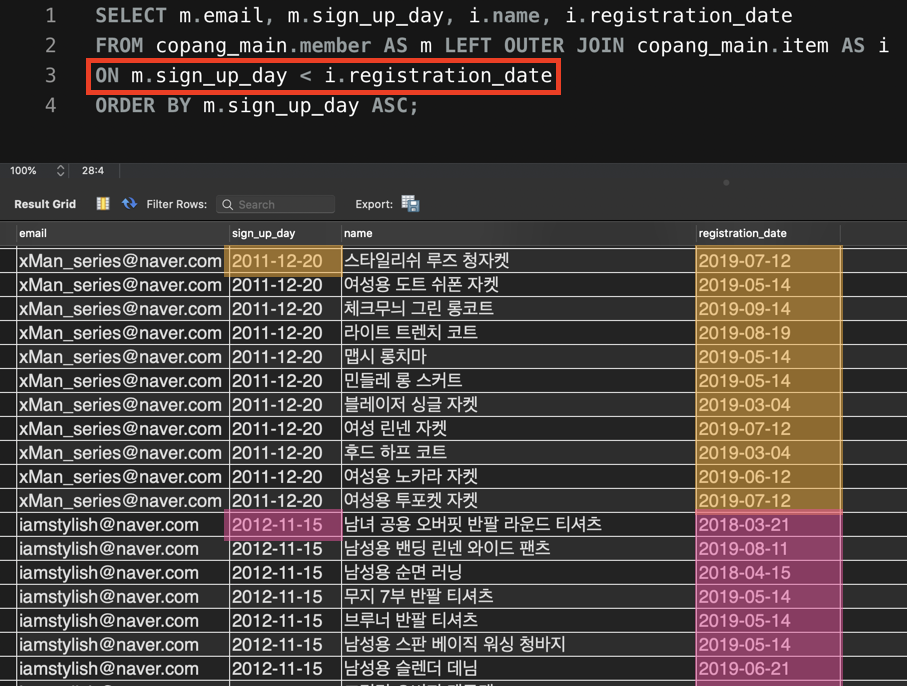 1 SELECT m.email, m.sign_up_day, i.name, i.registration_date
2 FROM copang_main.member AS m LEFT OUTER JOIN copang_main.item AS i
3 ON m.sign_up_day < i.registration_date
4 ORDER BY m.sign_up_day ASC;
100% 28:4
Result Grid Filter Rows: Search Export:
email sign_up_day name registration_date
xMan_series@naver.com 2011-12-20 스타일리쉬 루즈 청자켓 2019-07-12
xMan_series@naver.com 2011-12-20 여성용 도트 쉬폰 자켓 2019-05-14
xMan_series@naver.com 2011-12-20 체크무늬 그린 롱코트 2019-09-14
xMan_series@naver.com 2011-12-20 라이트 트렌치 코트 2019-08-19
xMan_series@naver.com 2011-12-20 맵시 롱치마 2019-05-14
xMan_series@naver.com 2011-12-20 민들레 롱 스커트 2019-05-14
xMan_series@naver.com 2011-12-20 블레이저 싱글 자켓 2019-03-04
xMan_series@naver.com 2011-12-20 여성 린넨 자켓 2019-07-12
xMan_series@naver.com 2011-12-20 후드 하프 코트 2019-03-04
xMan_series@naver.com 2011-12-20 여성용 노카라 자켓 2019-06-12
xMan_series@naver.com 2011-12-20 여성용 투포켓 자켓 2019-07-12
iamstylish@naver.com 2012-11-15 남녀 공용 오버핏 반팔 라운드 티셔츠 2018-03-21
iamstylish@naver.com 2012-11-15 남성용 밴딩 린넨 와이드 팬츠 2019-08-11
iamstylish@naver.com 2012-11-15 남성용 순면 러닝 2018-04-15
iamstylish@naver.com 2012-11-15 무지 7부 반팔 티셔츠 2019-05-14
iamstylish@naver.com 2012-11-15 브루너 반팔 티셔츠 2019-05-14
iamstylish@naver.com 2012-11-15 남성용 스판 베이직 워싱 청바지 2019-05-14
iamstylish@naver.com 2012-11-15 남성용 슬렌더 데님 2019-06-21